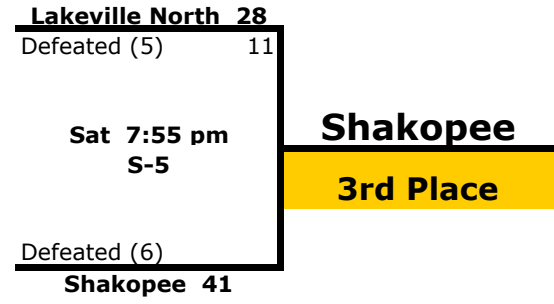 Lakeville North 28
Defeated (5) 11
Sat 7:55 pm
S-5
Shakopee
3rd Place
Defeated (6)
Shakopee 41